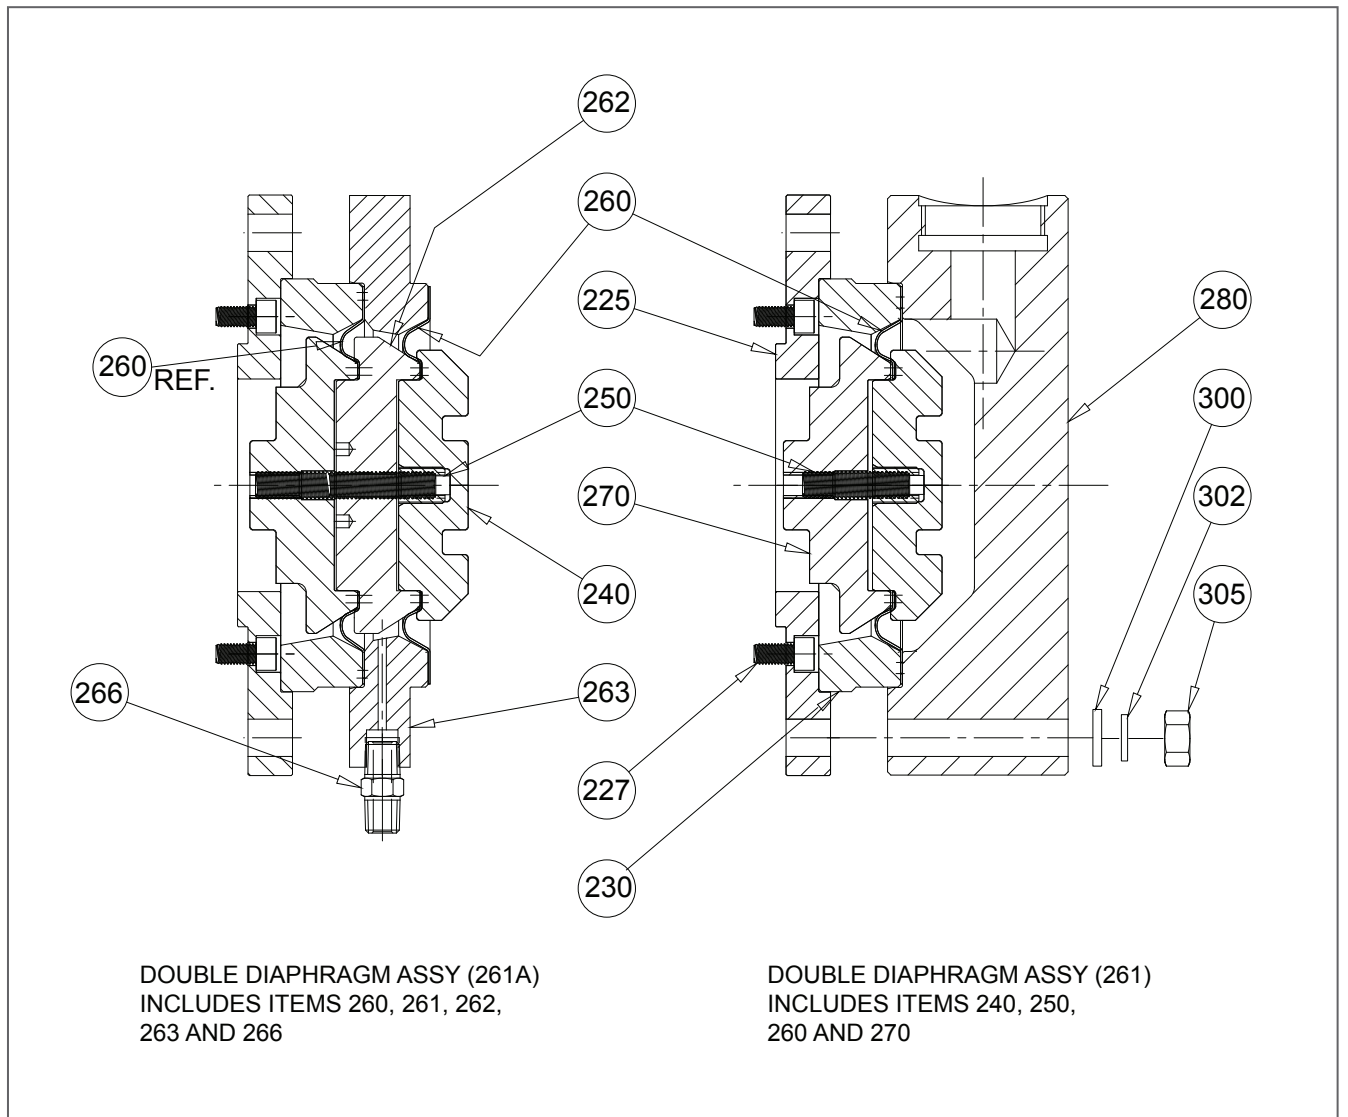 262
260
225
280
260
REF.
250
300
270
302
240
305
266
263
227
230
DOUBLE DIAPHRAGM ASSY (261A)
INCLUDES ITEMS 260, 261, 262,
263 AND 266
DOUBLE DIAPHRAGM ASSY (261)
INCLUDES ITEMS 240, 250,
260 AND 270